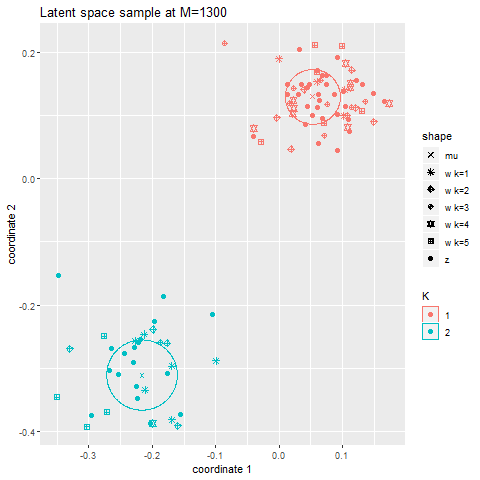 Latent space sample at M=1300
coordinate 2
0.2
0.0
-0.2
-0.4
-0.3
-0.2
-0.1
0.0
0.1
coordinate 1
shape
mu
w k=1
w k=2
w k=3
w k=4
w k=5
z
K
1
2